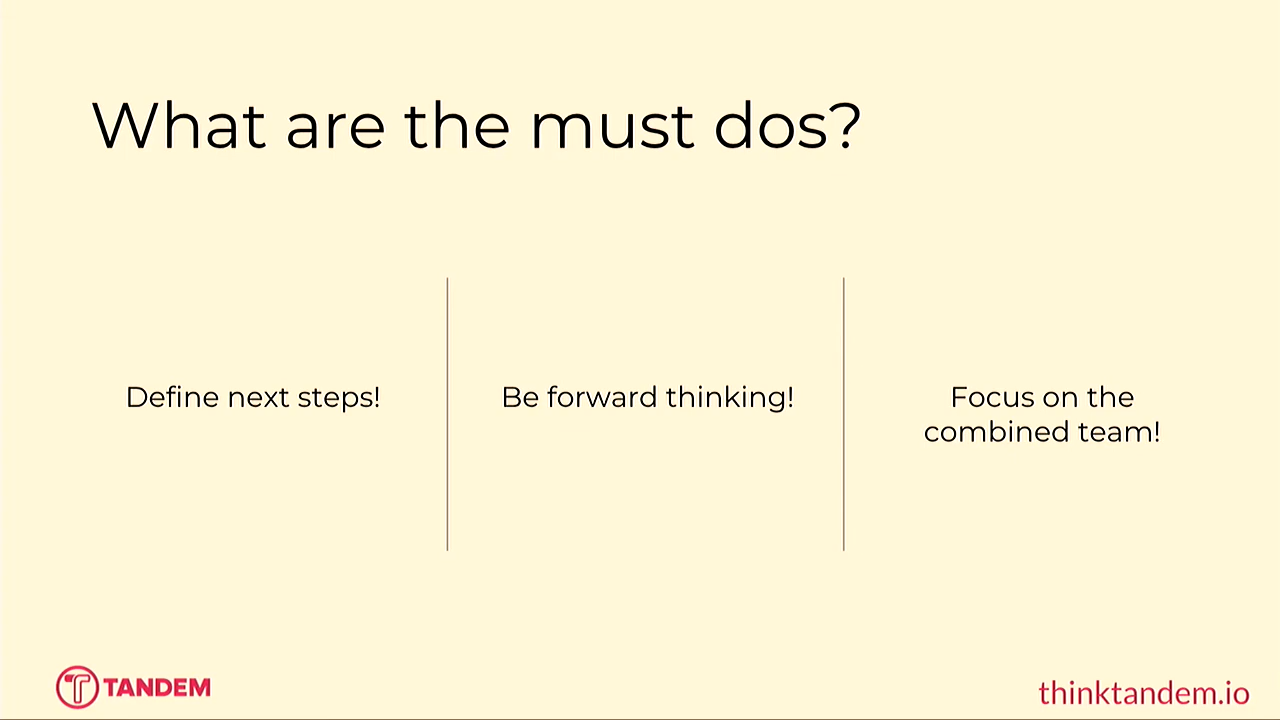 What are the must dos?
Define next steps!
Be forward thinking!
Focus on the
combined team!
TANDEM
thinktandem.io